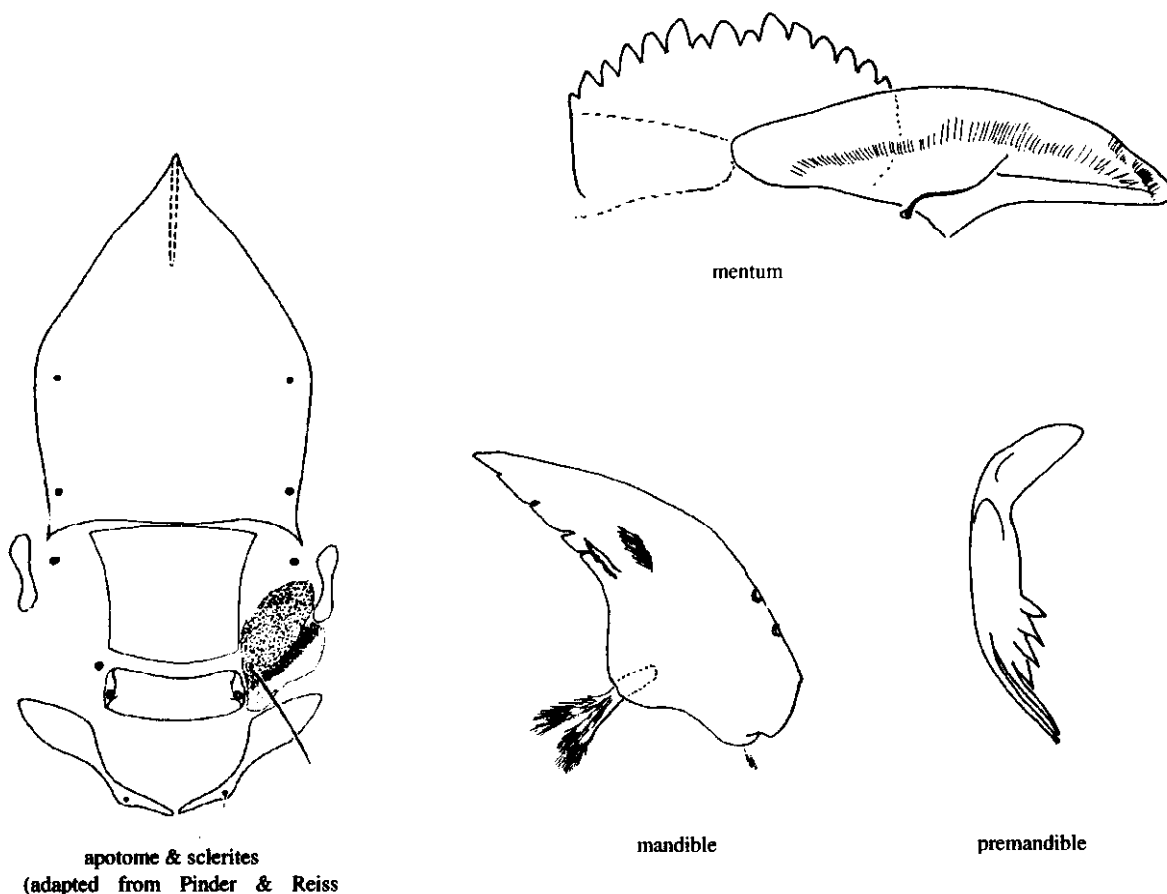 mentum
mandible
premandible
apotome & sclerites
(adapted from Pinder & Reiss